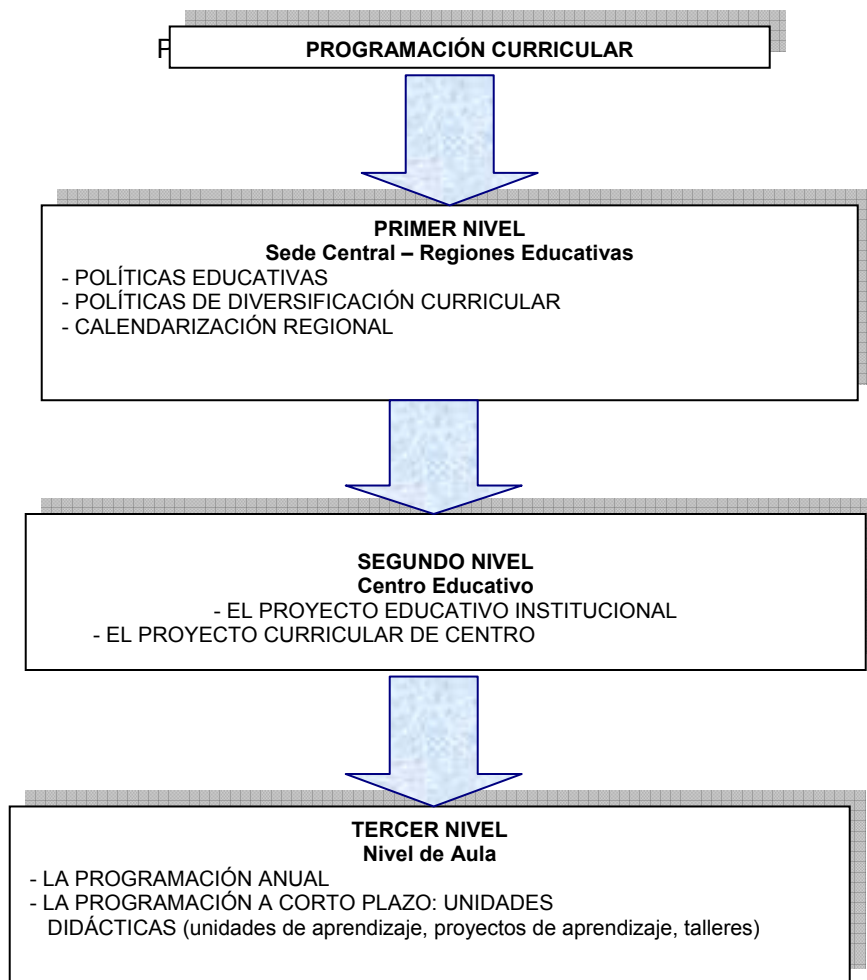 PROGRAMACIÓN CURRICULAR
PRIMER NIVEL
Sede Central – Regiones Educativas
- POLÍTICAS EDUCATIVAS
- POLÍTICAS DE DIVERSIFICACIÓN CURRICULAR
- CALENDARIZACIÓN REGIONAL
SEGUNDO NIVEL
Centro Educativo
- EL PROYECTO EDUCATIVO INSTITUCIONAL
- EL PROYECTO CURRICULAR DE CENTRO
TERCER NIVEL
Nivel de Aula
- LA PROGRAMACIÓN ANUAL
- LA PROGRAMACIÓN A CORTO PLAZO: UNIDADES
DIDÁCTICAS (unidades de aprendizaje, proyectos de aprendizaje, talleres)